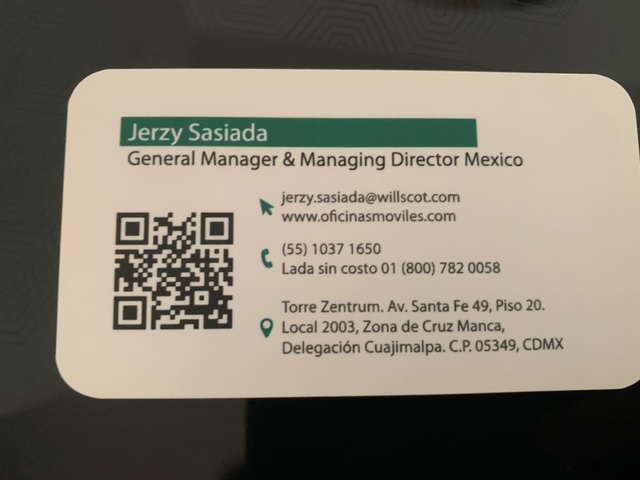 Jerzy Sasiada
General Manager & Managing Director Mexico
jerzy.sasiada@willscot.com
www.oficinasmoviles.com
(55) 1037 1650
Lada sin costo 01 (800) 782 0058
Torre Zentrum. Av. Santa Fe 49, Piso 20.
Local 2003, Zona de Cruz Manca,
Delegación Cuajimalpa. C.P. 05349, CDMX